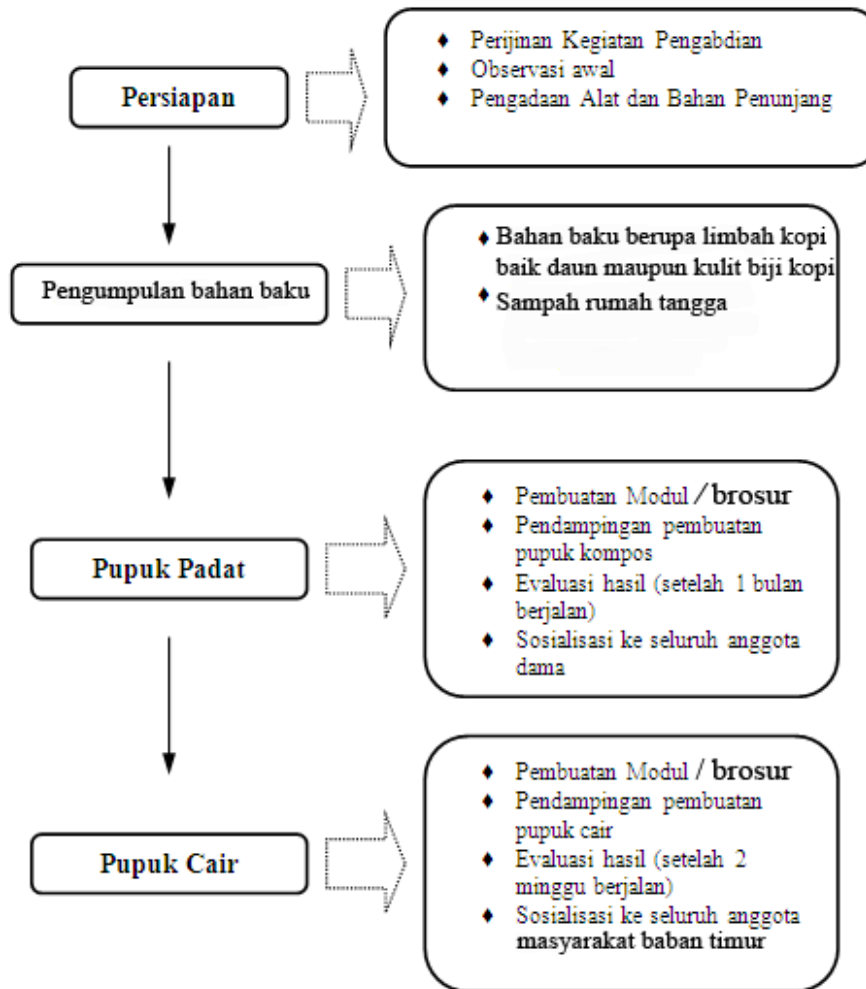 Persiapan
♦ Perijinan Kegiatan Pengabdian
♦ Observasi awal
♦ Pengadaan Alat dan Bahan Penunjang
Pengumpulan bahan baku
♦ Bahan baku berupa limbah kopi
baik daun maupun kulit biji kopi
♦ Sampah rumah tangga
Pupuk Padat
♦ Pembuatan Modul / brosur
♦ Pendampingan pembuatan
pupuk kompos
♦ Evaluasi hasil (setelah 1 bulan
berjalan)
♦ Sosialisasi ke seluruh anggota
dama
Pupuk Cair
♦ Pembuatan Modul / brosur
♦ Pendampingan pembuatan
pupuk cair
♦ Evaluasi hasil (setelah 2
minggu berjalan)
♦ Sosialisasi ke seluruh anggota
masyarakat baban timur